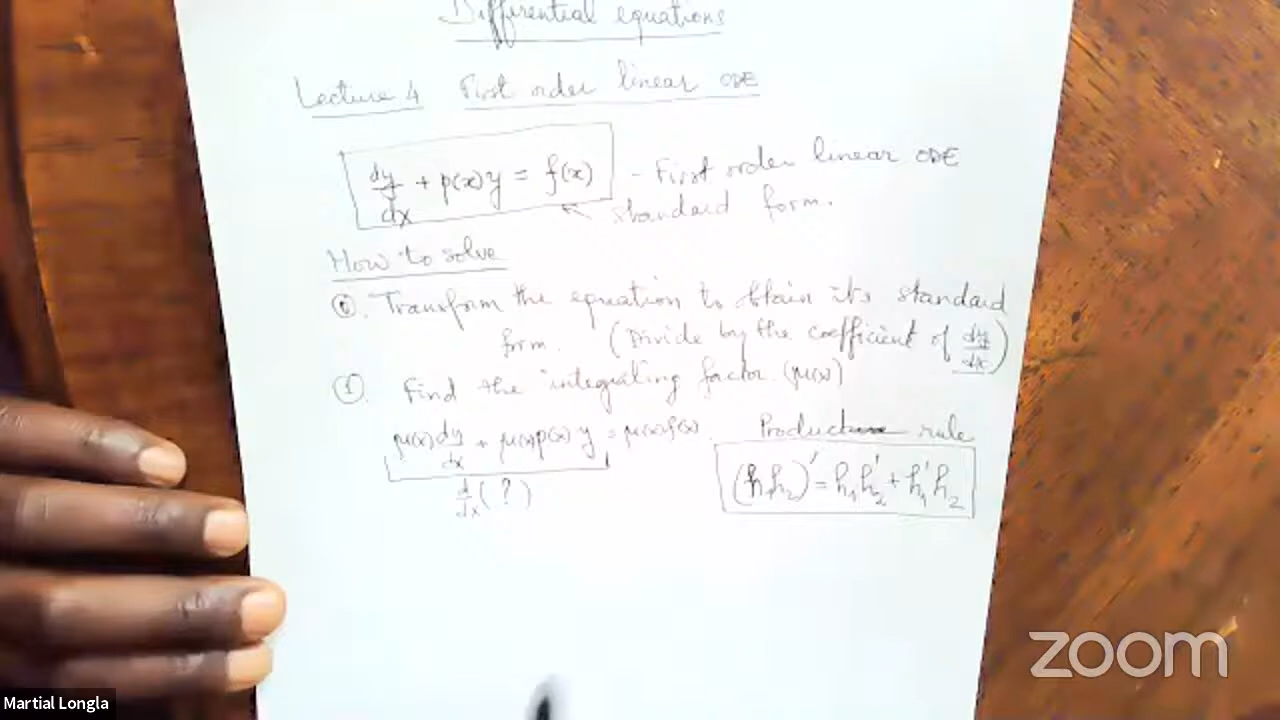 Differential equations
Lecture 4 First order linear ODE
dy/dx + p(x)y = f(x) - First order linear ODE
standard form.
How to solve
⓪. Transform the equation to obtain its standard
form. (Divide by the coefficient of dy/dx)
①. Find the integrating factor. (μ(x))
μ(x) dy/dx + μ(x)p(x) y = μ(x)f(x). Product rule
d/dx (?) (h₁h₂)' = h₁h₂' + h₁'h₂
zoom
Martial Longla